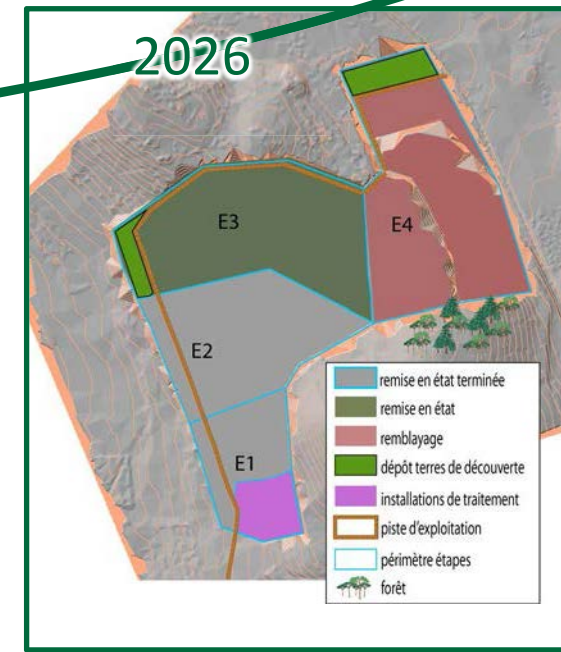 2026
E3
E4
E2
E1
remise en état terminée
remise en état
remblayage
dépôt terres de découverte
installations de traitement
piste d'exploitation
périmètre étapes
forêt